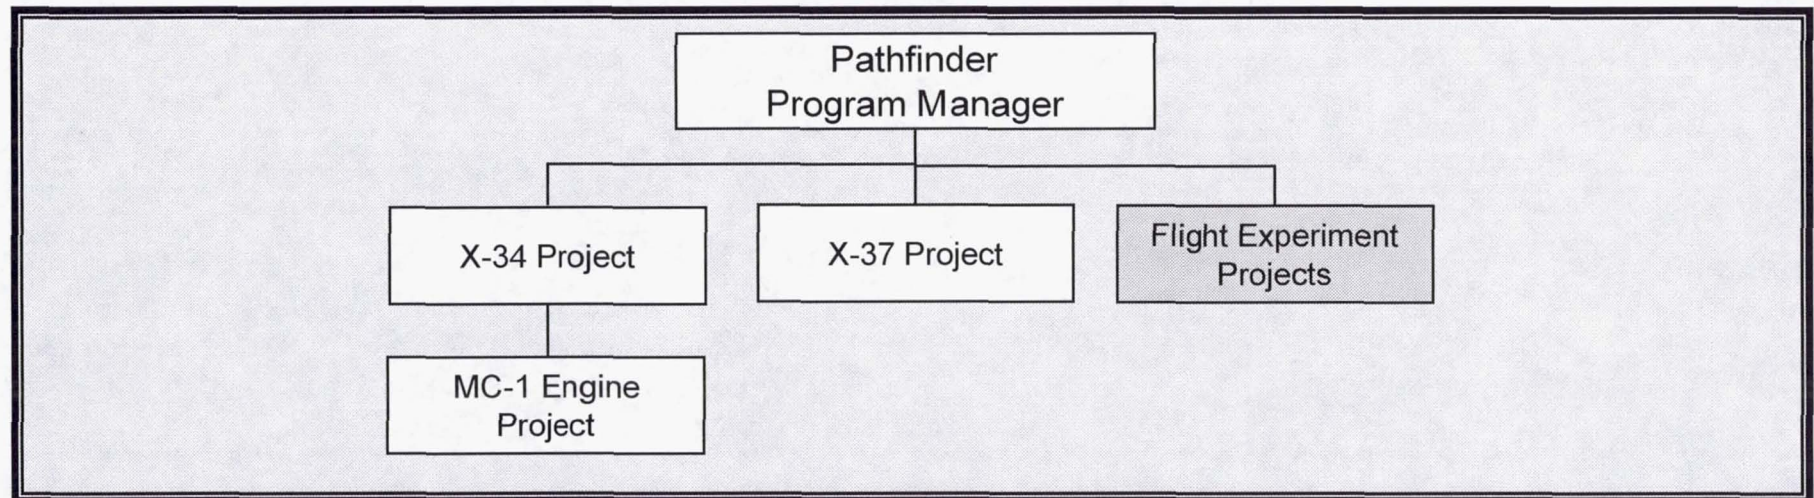 Pathfinder
Program Manager
X-34 Project
X-37 Project
Flight Experiment
Projects
MC-1 Engine
Project